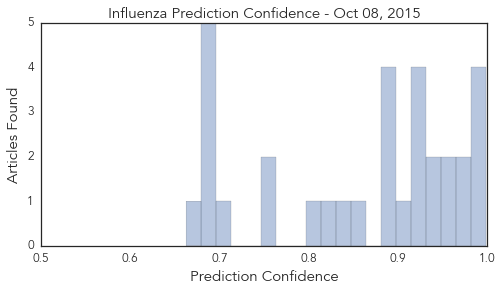 Influenza Prediction Confidence - Oct 08, 2015
Articles Found
5
4
3
2
1
0
0.5 0.6 0.7 0.8 0.9 1.0
Prediction Confidence